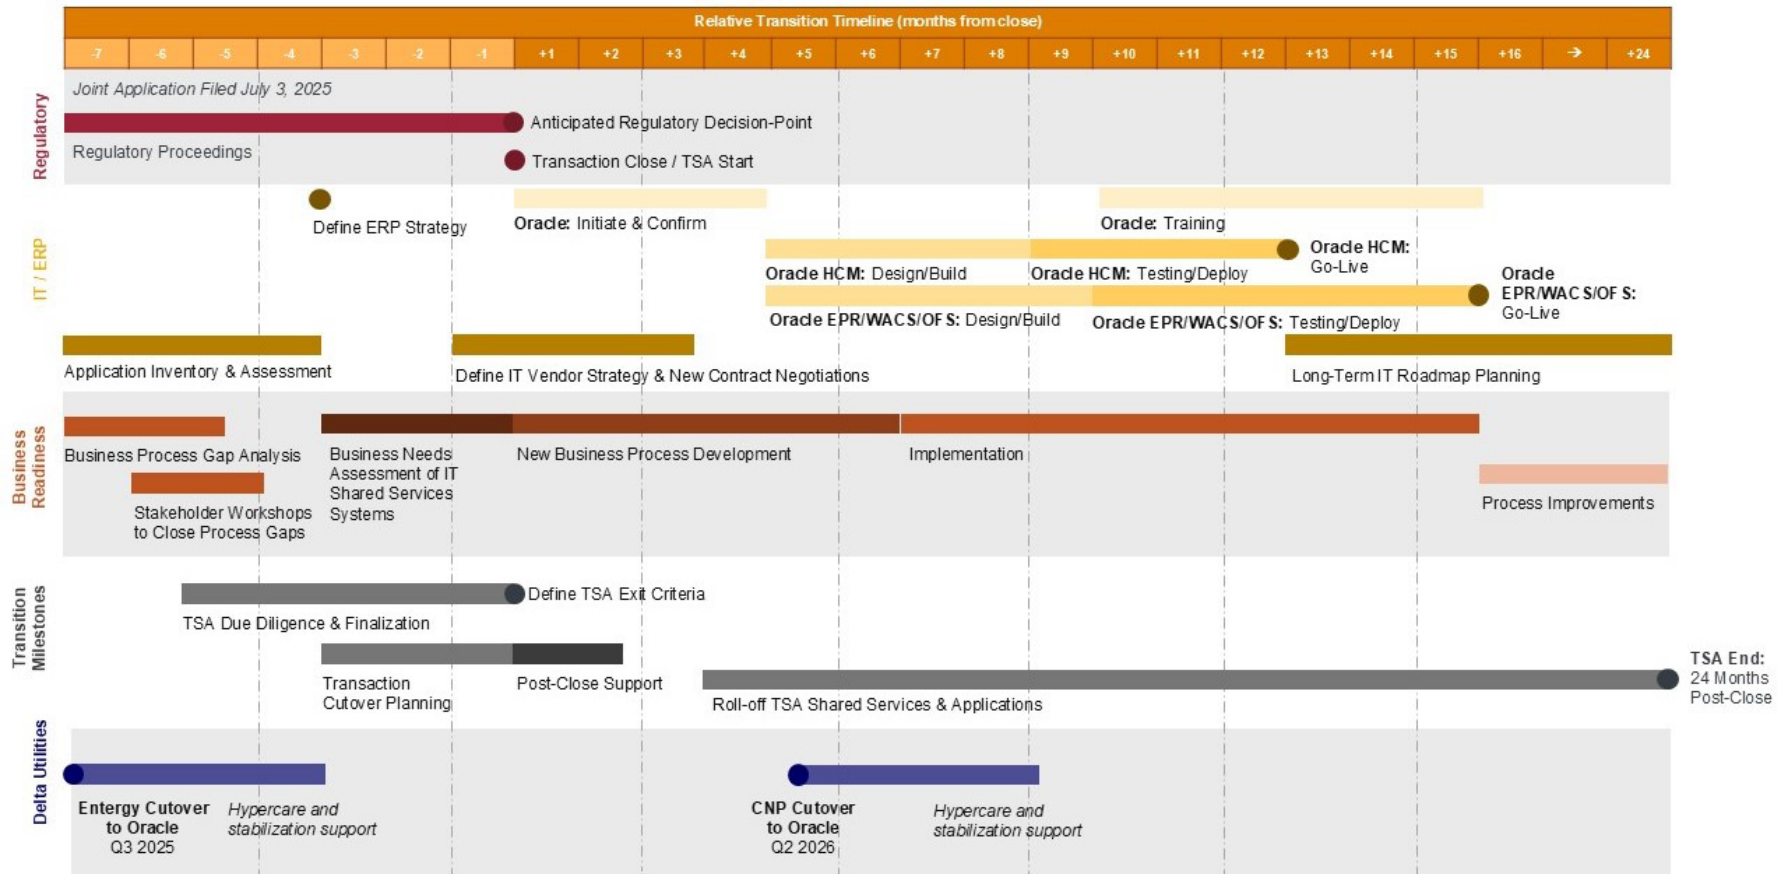 Relative Transition Timeline (months from close)
-7 -6 -5 -4 -3 -2 -1 +1 +2 +3 +4 +5 +6 +7 +8 +9 +10 +11 +12 +13 +14 +15 +16 → +24
Regulatory
Joint Application Filed July 3, 2025
Anticipated Regulatory Decision-Point
Regulatory Proceedings
Transaction Close / TSA Start
IT / ERP
Define ERP Strategy
Oracle: Initiate & Confirm
Oracle: Training
Oracle HCM: Design/Build
Oracle HCM: Testing/Deploy
Oracle HCM:
Go-Live
Oracle EPR/WACS/OFS: Design/Build
Oracle EPR/WACS/OFS: Testing/Deploy
Oracle
EPR/WACS/OFS:
Go-Live
Application Inventory & Assessment
Define IT Vendor Strategy & New Contract Negotiations
Long-Term IT Roadmap Planning
Business
Readiness
Business Process Gap Analysis
Stakeholder Workshops
to Close Process Gaps
Business Needs
Assessment of IT
Shared Services
Systems
New Business Process Development
Implementation
Process Improvements
Transition
Milestones
Define TSA Exit Criteria
TSA Due Diligence & Finalization
Transaction
Cutover Planning
Post-Close Support
Roll-off TSA Shared Services & Applications
TSA End:
24 Months
Post-Close
Delta Utilities
Entergy Cutover
to Oracle
Q3 2025
Hypercare and
stabilization support
CNP Cutover
to Oracle
Q2 2026
Hypercare and
stabilization support